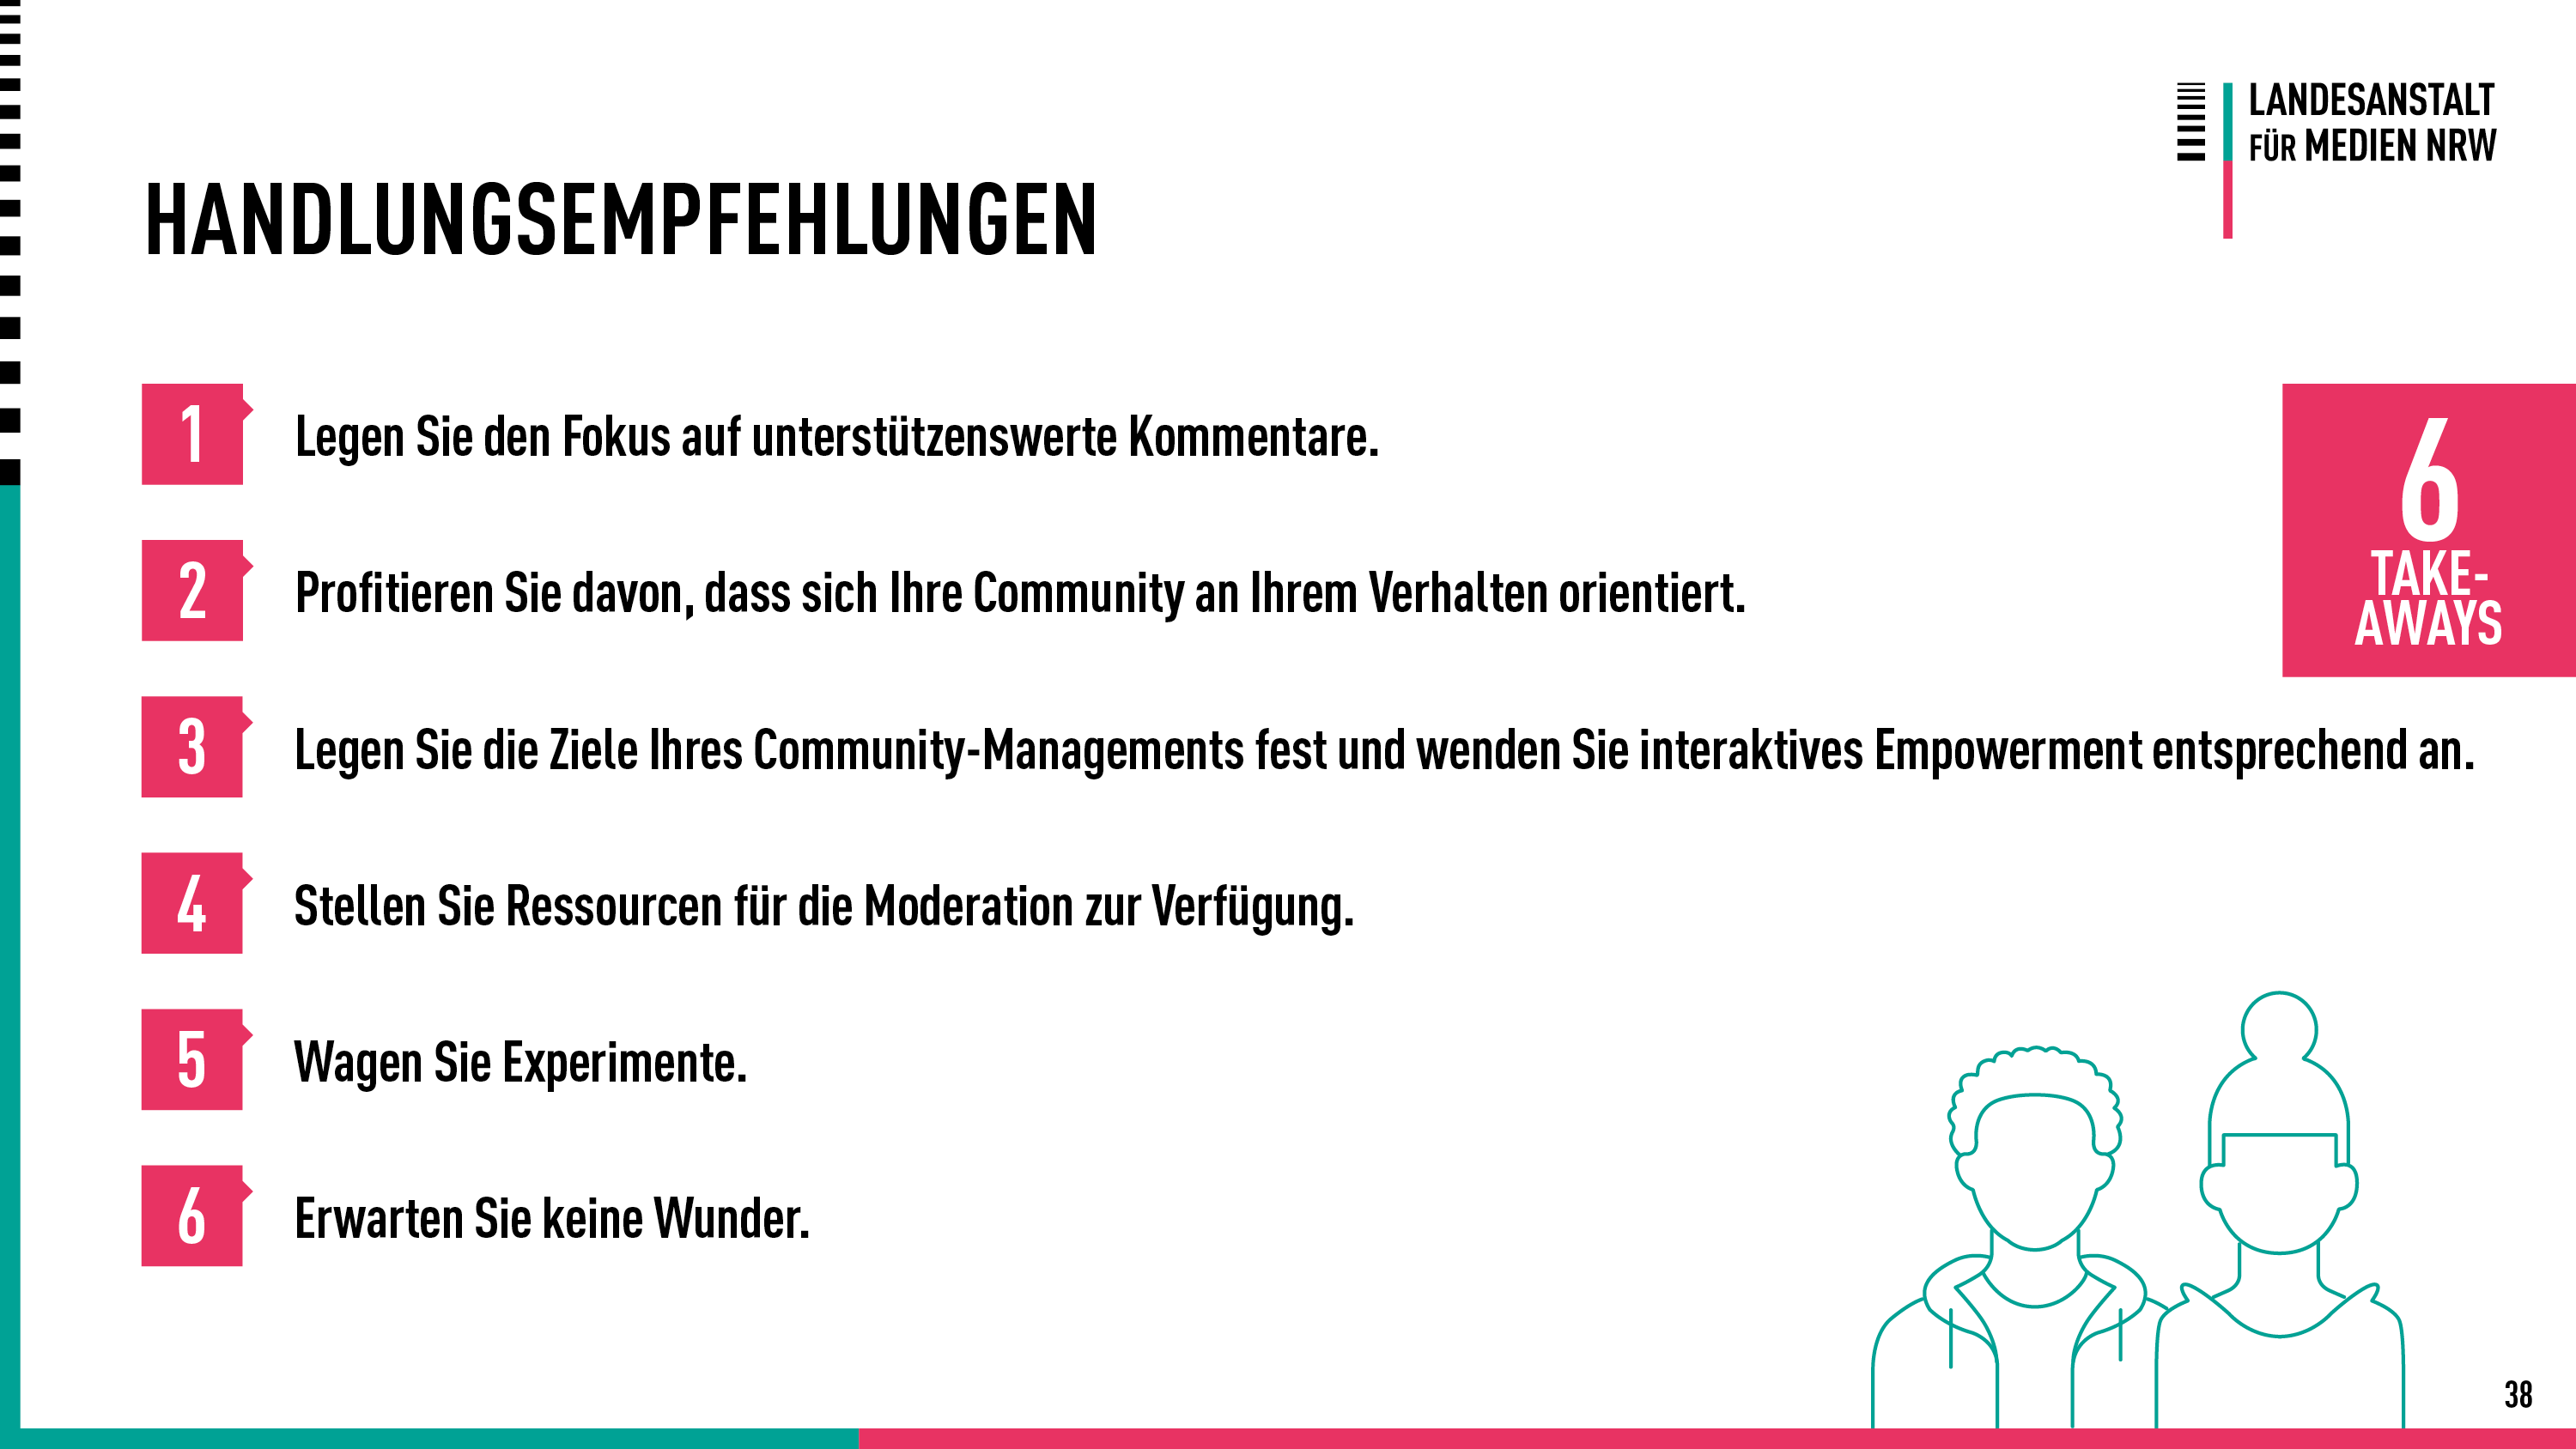 LANDESANSTALT
FÜR MEDIEN NRW
HANDLUNGSEMPFEHLUNGEN
1 Legen Sie den Fokus auf unterstützenswerte Kommentare.
2 Profitieren Sie davon, dass sich Ihre Community an Ihrem Verhalten orientiert.
3 Legen Sie die Ziele Ihres Community-Managements fest und wenden Sie interaktives Empowerment entsprechend an.
4 Stellen Sie Ressourcen für die Moderation zur Verfügung.
5 Wagen Sie Experimente.
6 Erwarten Sie keine Wunder.
6
TAKE-
AWAYS
38